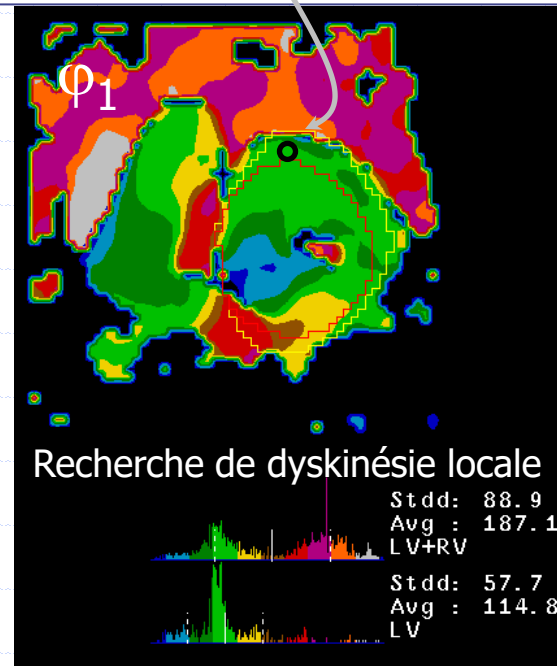 φ1
Recherche de dyskinésie locale
Stdd: 88.9
Avg : 187.1
LV+RV
Stdd: 57.7
Avg : 114.8
LV